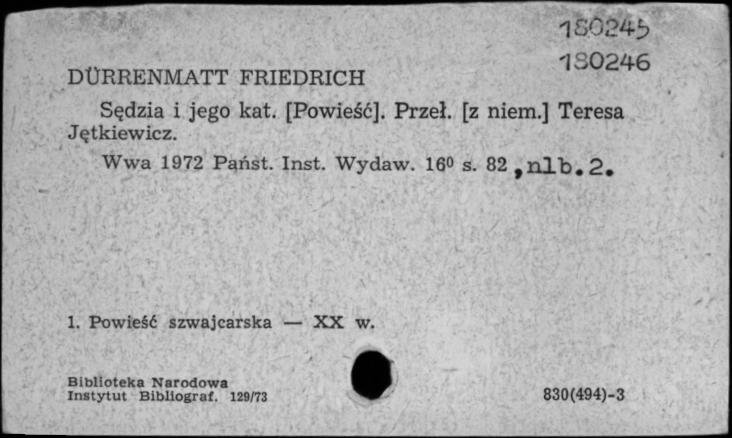 180245
180246
DÜRRENMATT FRIEDRICH
Sędzia i jego kat. [Powieść]. Przeł. [z niem.] Teresa
Jętkiewicz.
Wwa 1972 Państ. Inst. Wydaw. 16⁰ s. 82, nlb. 2.
1. Powieść szwajcarska — XX w.
Biblioteka Narodowa
Instytut Bibliograf. 129/73
830(494)-3